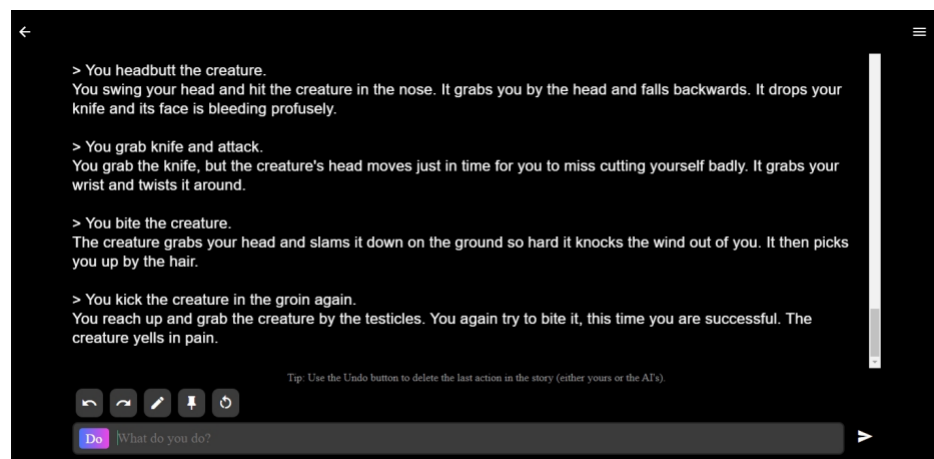 > You headbutt the creature.
You swing your head and hit the creature in the nose. It grabs you by the head and falls backwards. It drops your
knife and its face is bleeding profusely.
> You grab knife and attack.
You grab the knife, but the creature's head moves just in time for you to miss cutting yourself badly. It grabs your
wrist and twists it around.
> You bite the creature.
The creature grabs your head and slams it down on the ground so hard it knocks the wind out of you. It then picks
you up by the hair.
> You kick the creature in the groin again.
You reach up and grab the creature by the testicles. You again try to bite it, this time you are successful. The
creature yells in pain.
Tip: Use the Undo button to delete the last action in the story (either yours or the AI's).
Do What do you do?